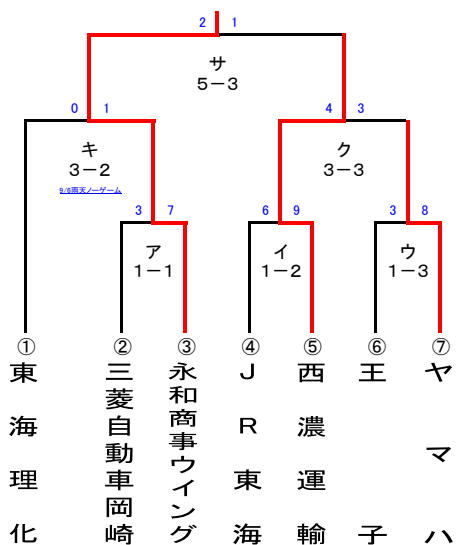 2 1
サ
5－3
0 1
4 3
キ
3－2
9/6雨天ノーゲーム
ク
3－3
3 7
6 9
3 8
ア
1－1
イ
1－2
ウ
1－3
① ② ③ ④ ⑤ ⑥ ⑦
東海理化
三菱自動車岡崎
永和商事ウイング
JR東海
西濃運輸
王子
ヤマハ